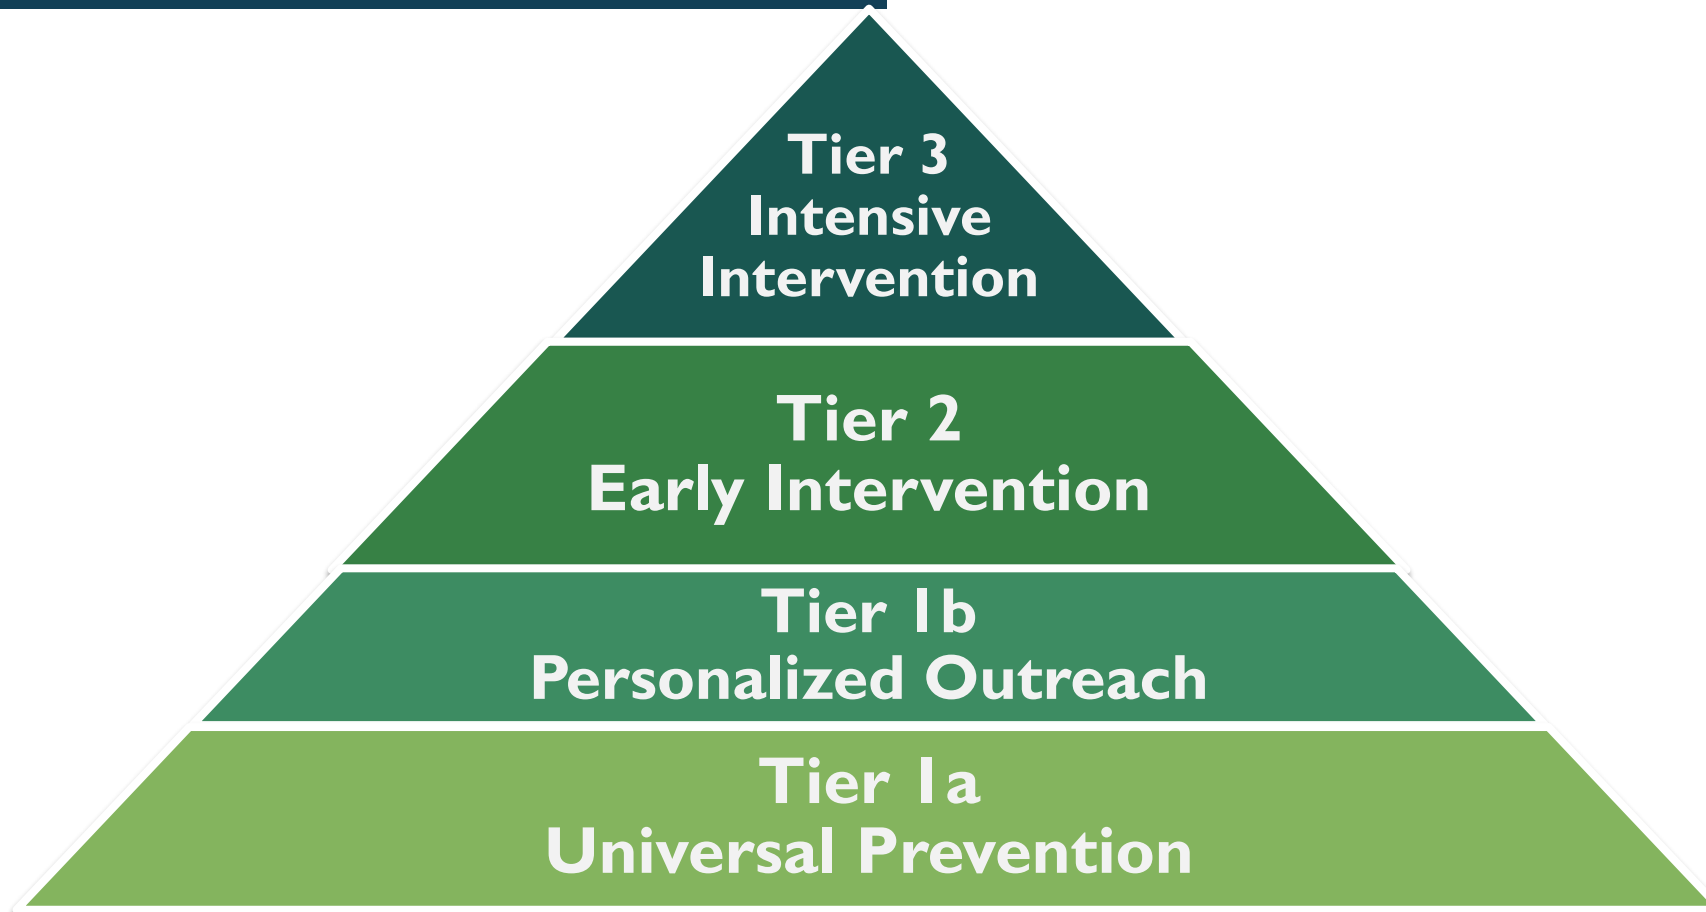 Tier 3
Intensive
Intervention
Tier 2
Early Intervention
Tier 1b
Personalized Outreach
Tier 1a
Universal Prevention